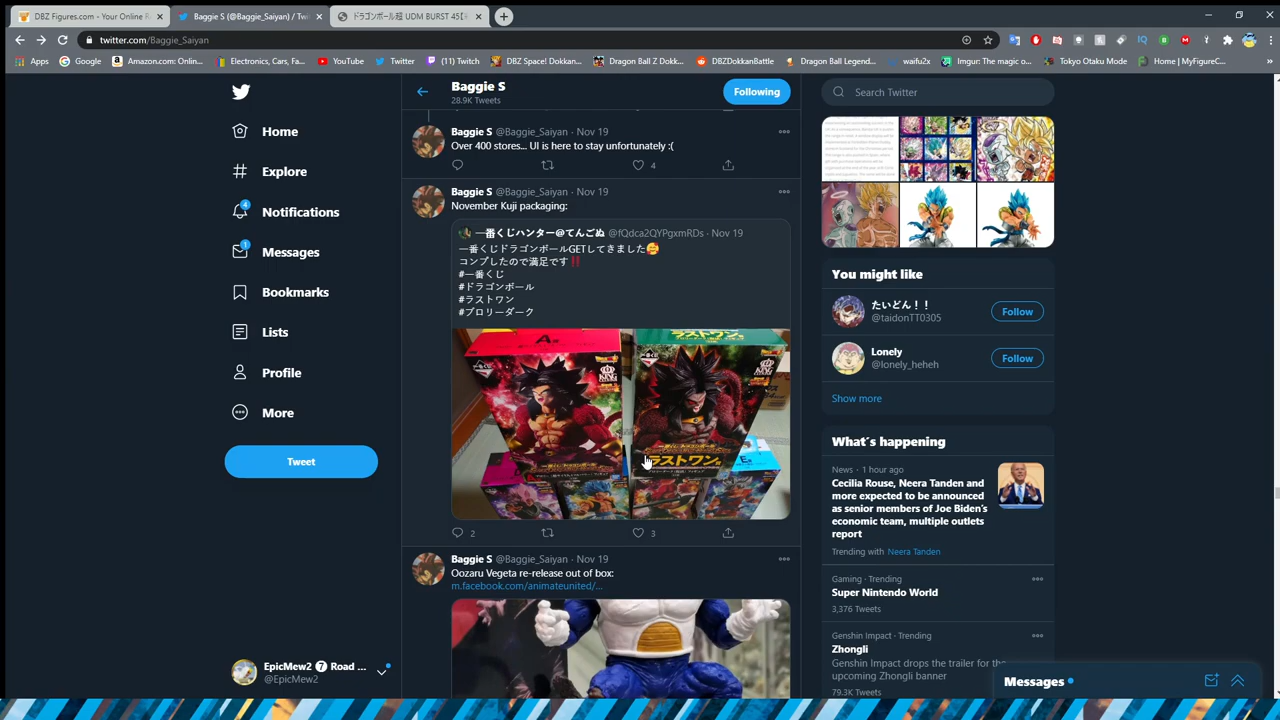 DBZ Figures.com - Your Online R
Baggie S (@Baggie_Saiyan) / Twi
ドラゴンボール超 UDM BURST 45【
twitter.com/Baggie_Saiyan
Apps
Google
Amazon.com: Onlin...
Electronics, Cars, Fa...
YouTube
Twitter
(11) Twitch
DBZ Space! Dokkan...
Dragon Ball Z Dokk...
DBZDokkanBattle
Dragon Ball Legend...
waifu2x
Imgur: The magic o...
Tokyo Otaku Mode
Home | MyFigureC...
Home
Explore
Notifications
4
Messages
1
Bookmarks
Lists
Profile
More
Tweet
EpicMew2 7 Road ...
@EpicMew2
Baggie S
28.9K Tweets
Following
Baggie S @Baggie_Saiyan · Nov 19
Over 400 stores... UI is here to stay unfortunately :(
4
Baggie S @Baggie_Saiyan · Nov 19
November Kuji packaging:
一番くじハンター@てんごぬ @fQdca2QYPgxmRDs · Nov 19
一番くじドラゴンボールGETしてきました🥰
コンプしたので満足です‼️
#一番くじ
#ドラゴンボール
#ラストワン
#ブロリーダーク
A賞
ラストワン
ラストワン
2
3
Baggie S @Baggie_Saiyan · Nov 19
Oozaru Vegeta re-release out of box:
m.facebook.com/animateunited/...
Search Twitter
You might like
たいどん！！
@taidonTT0305
Follow
Lonely
@lonely_heheh
Follow
Show more
What's happening
News · 1 hour ago
Cecilia Rouse, Neera Tanden and
more expected to be announced
as senior members of Joe Biden's
economic team, multiple outlets
report
Trending with Neera Tanden
Gaming · Trending
Super Nintendo World
3,376 Tweets
Genshin Impact · Trending
Zhongli
Genshin Impact drops the trailer for the
upcoming Zhongli banner
79.3K Tweets
Messages